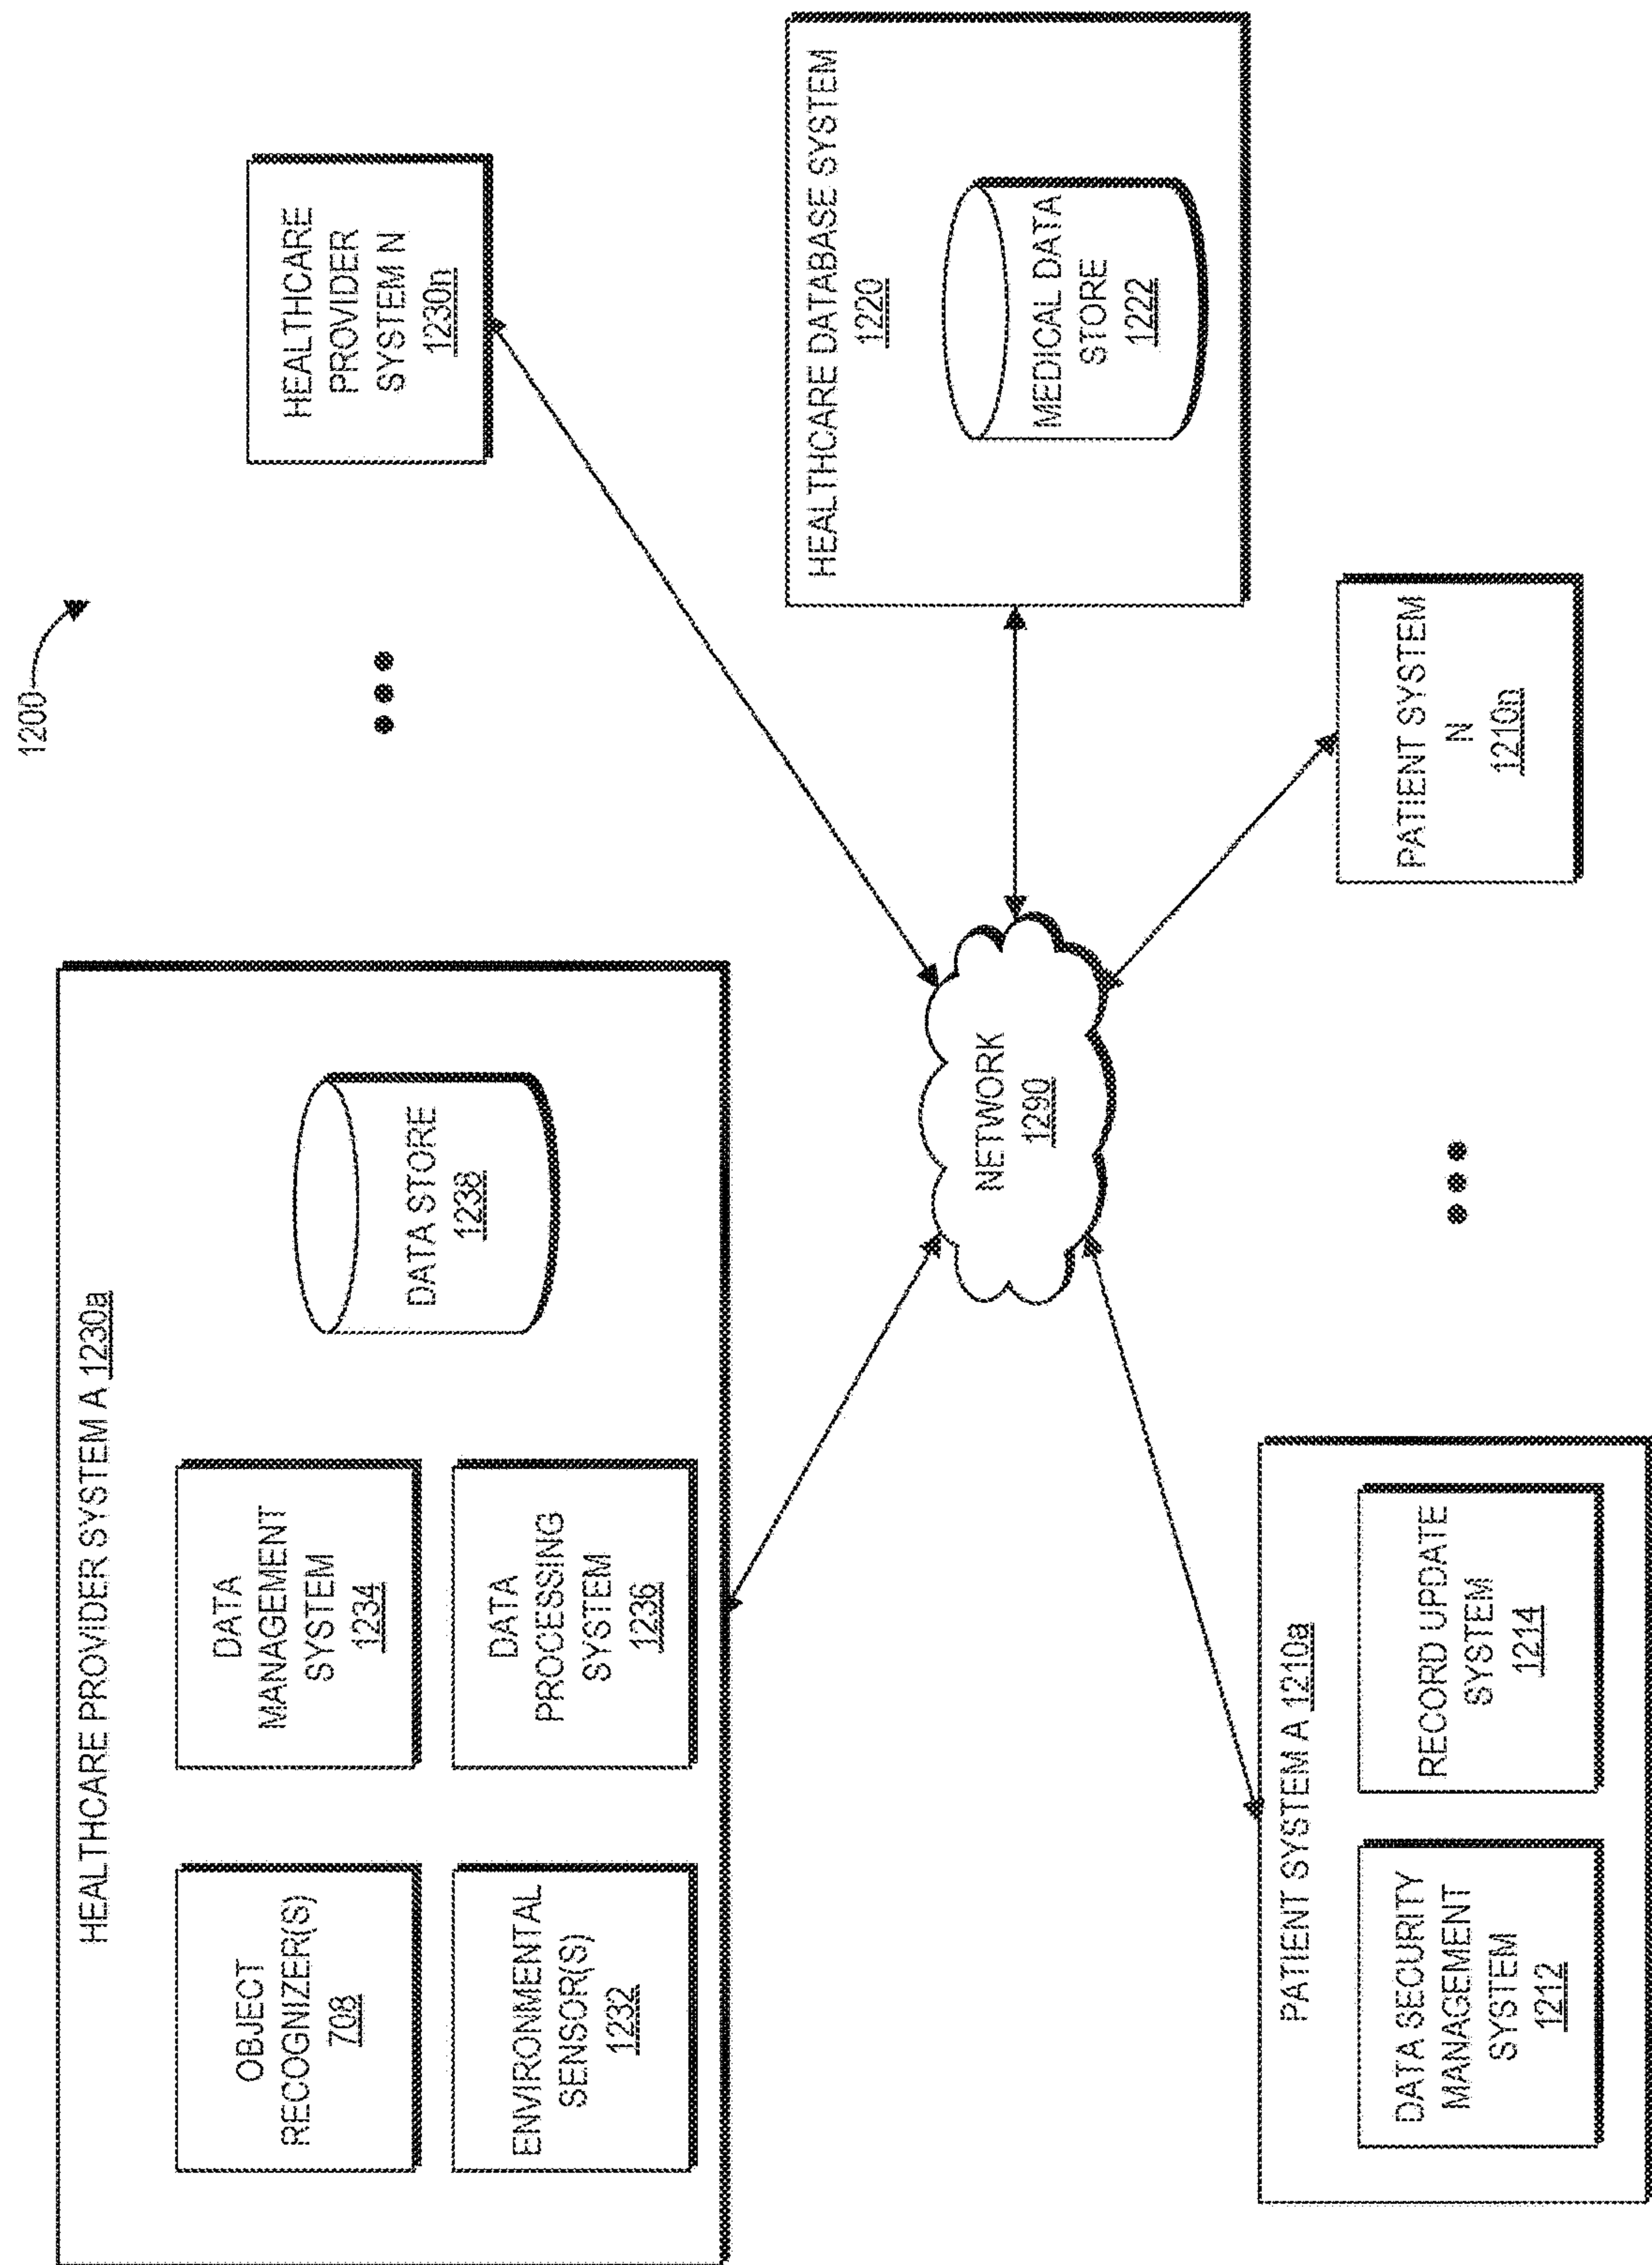 1200
HEALTHCARE PROVIDER SYSTEM A 1230a
OBJECT
RECOGNIZER(S)
708
DATA
MANAGEMENT
SYSTEM
1234
ENVIRONMENTAL
SENSOR(S)
1232
DATA
PROCESSING
SYSTEM
1236
DATA STORE
1238
HEALTHCARE
PROVIDER
SYSTEM N
1230n
NETWORK
1290
HEALTHCARE DATABASE SYSTEM
1220
MEDICAL DATA
STORE
1222
PATIENT SYSTEM A 1210a
DATA SECURITY
MANAGEMENT
SYSTEM
1212
RECORD UPDATE
SYSTEM
1214
PATIENT SYSTEM
N
1210n